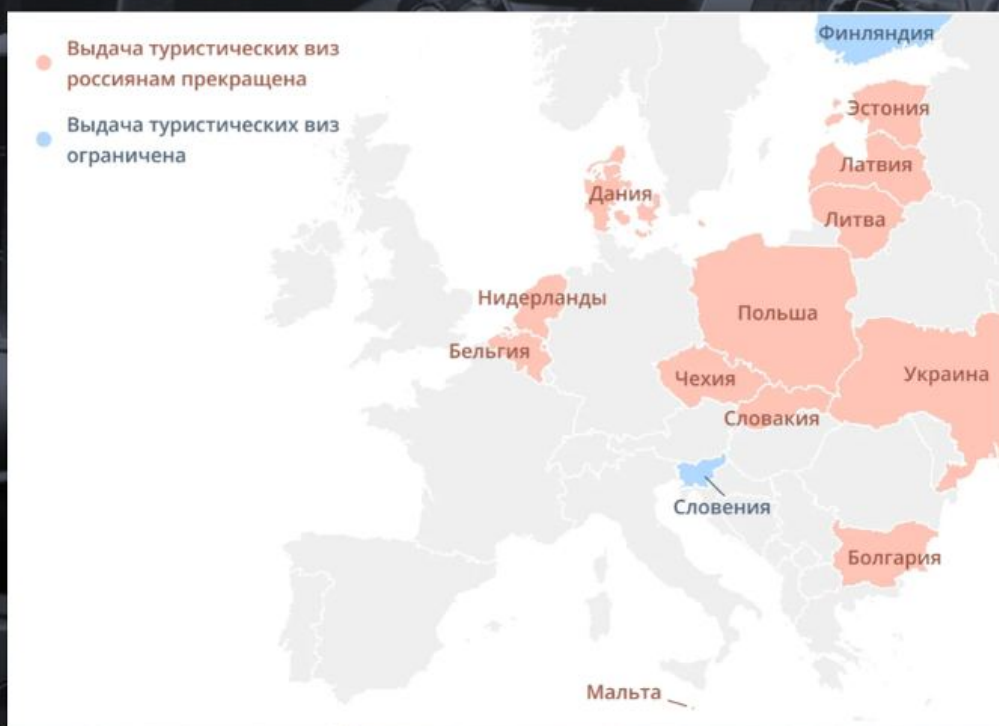 Выдача туристических виз
россиянам прекращена
Выдача туристических виз
ограничена
Финляндия
Эстония
Латвия
Дания
Литва
Нидерланды
Польша
Бельгия
Чехия
Украина
Словакия
Словения
Болгария
Мальта